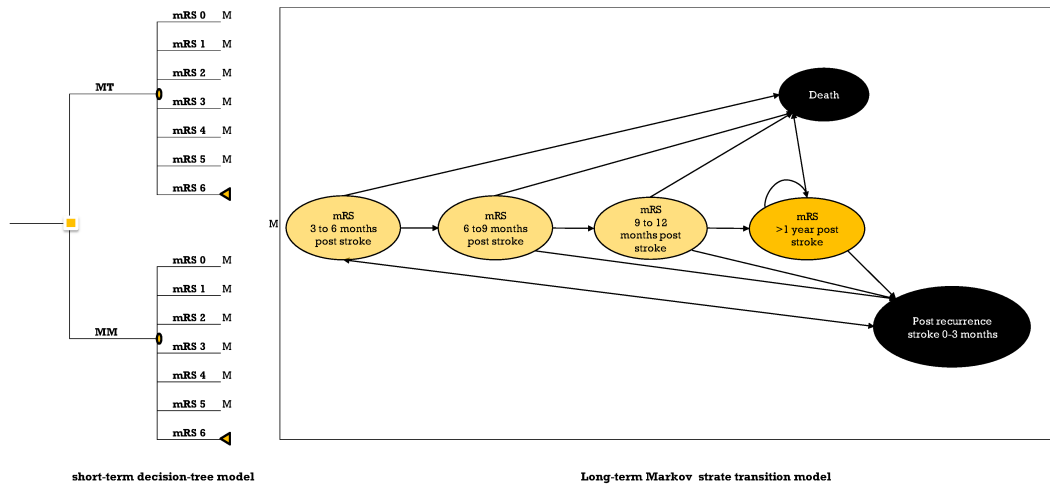 MT
mRS 0 M
mRS 1 M
mRS 2 M
mRS 3 M
mRS 4 M
mRS 5 M
mRS 6
MM
mRS 0 M
mRS 1 M
mRS 2 M
mRS 3 M
mRS 4 M
mRS 5 M
mRS 6
short-term decision-tree model
M
Death
mRS
3 to 6 months
post stroke
mRS
6 to9 months
post stroke
mRS
9 to 12
months post
stroke
mRS
>1 year post
stroke
Post recurrence
stroke 0-3 months
Long-term Markov strate transition model